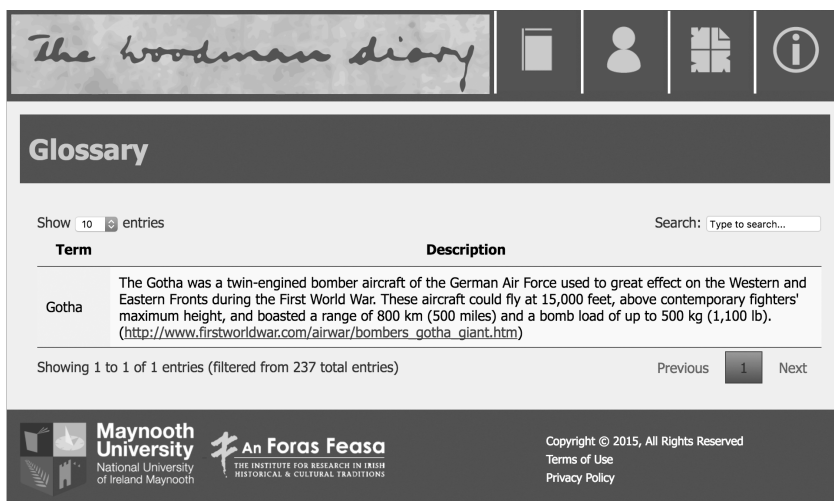 The Woodman diary
Glossary
Show 10 entries
Search: Type to search...
Term Description
Gotha
The Gotha was a twin-engined bomber aircraft of the German Air Force used to great effect on the Western and
Eastern Fronts during the First World War. These aircraft could fly at 15,000 feet, above contemporary fighters'
maximum height, and boasted a range of 800 km (500 miles) and a bomb load of up to 500 kg (1,100 lb).
(http://www.firstworldwar.com/airwar/bombers_gotha_giant.htm)
Showing 1 to 1 of 1 entries (filtered from 237 total entries)
Previous 1 Next
Maynooth
University
National University
of Ireland Maynooth
An Foras Feasa
THE INSTITUTE FOR RESEARCH IN IRISH
HISTORICAL & CULTURAL TRADITIONS
Copyright © 2015, All Rights Reserved
Terms of Use
Privacy Policy